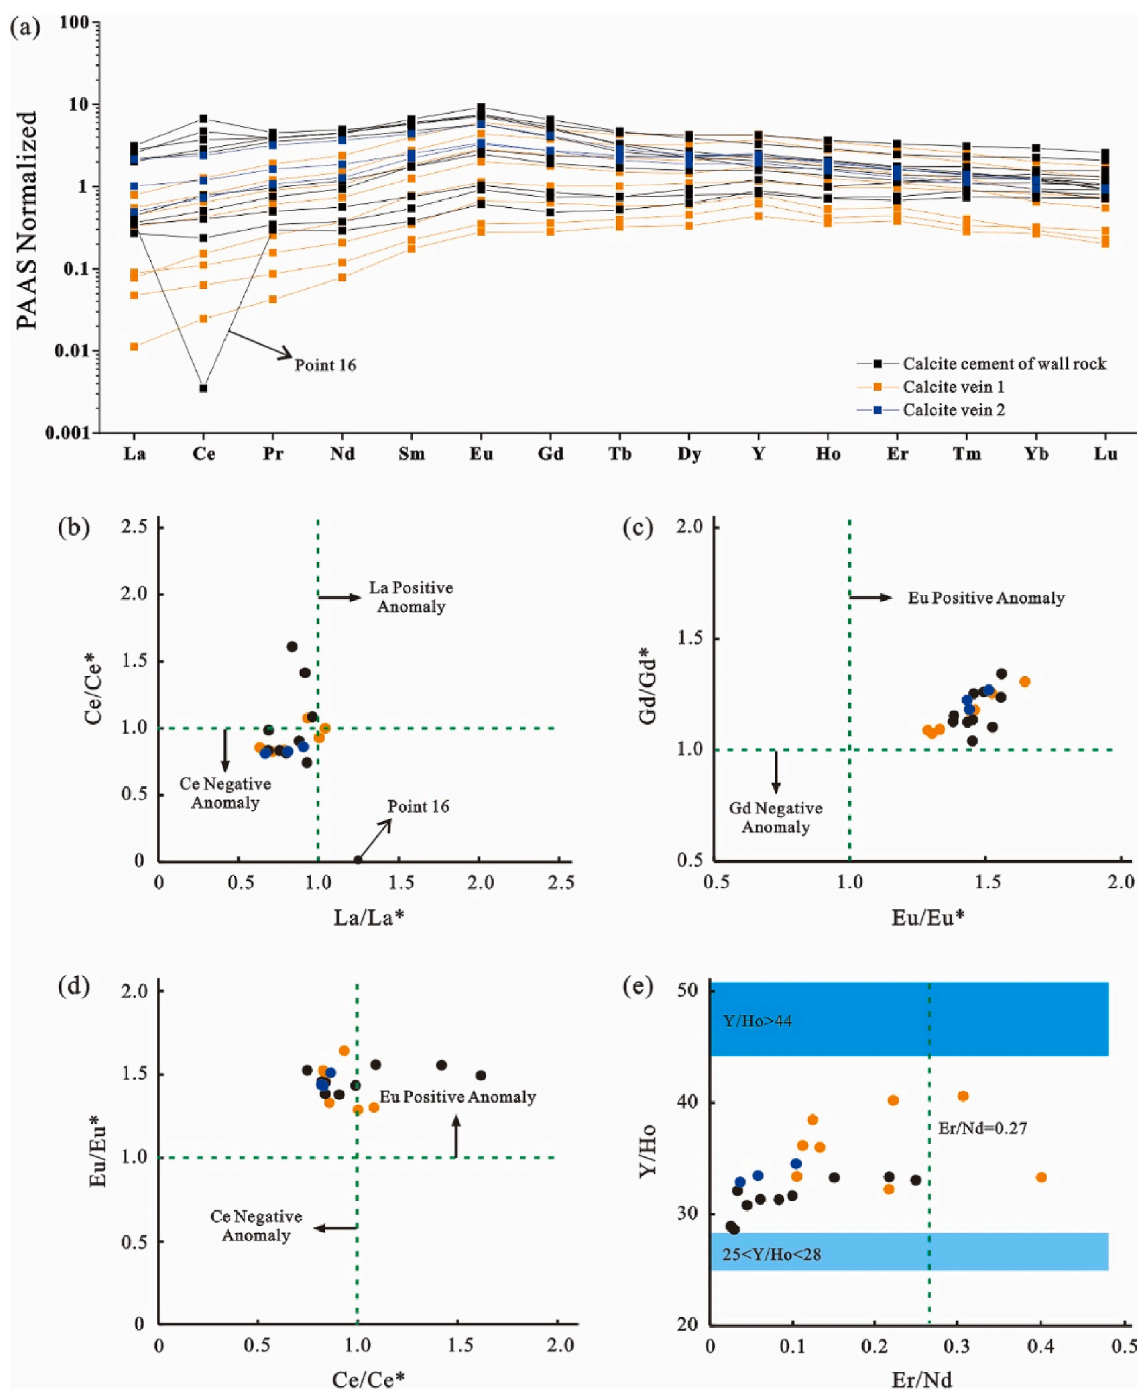 (a)
100
10
1
0.1
0.01
0.001
PAAS Normalized
Point 16
Calcite cement of wall rock
Calcite vein 1
Calcite vein 2
La Ce Pr Nd Sm Eu Gd Tb Dy Y Ho Er Tm Yb Lu
(b)
2.5
2.0
1.5
1.0
0.5
0
Ce/Ce*
La Positive
Anomaly
Ce Negative
Anomaly
Point 16
0 0.5 1.0 1.5 2.0 2.5
La/La*
(c)
2.0
1.5
1.0
0.5
Gd/Gd*
Eu Positive Anomaly
Gd Negative
Anomaly
0.5 1.0 1.5 2.0
Eu/Eu*
(d)
2.0
1.5
1.0
0.5
0
Eu/Eu*
Eu Positive Anomaly
Ce Negative
Anomaly
0 0.5 1.0 1.5 2.0
Ce/Ce*
(e)
50
40
30
20
Y/Ho
Y/Ho>44
Er/Nd=0.27
25<Y/Ho<28
0 0.1 0.2 0.3 0.4 0.5
Er/Nd